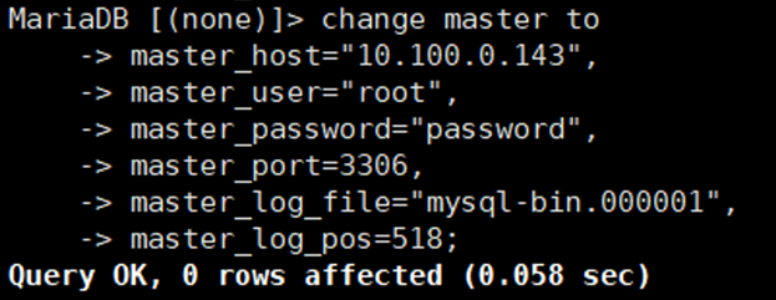 MariaDB [(none)]> change master to
    -> master_host="10.100.0.143",
    -> master_user="root",
    -> master_password="password",
    -> master_port=3306,
    -> master_log_file="mysql-bin.000001",
    -> master_log_pos=518;
Query OK, 0 rows affected (0.058 sec)